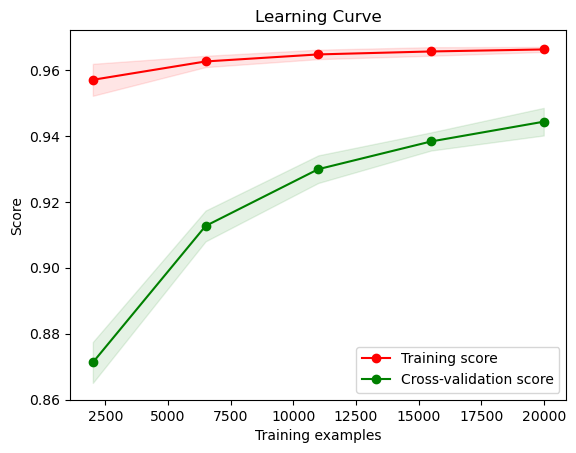 Learning Curve
Score
0.96
0.94
0.92
0.90
0.88
0.86
Training score
Cross-validation score
2500 5000 7500 10000 12500 15000 17500 20000
Training examples